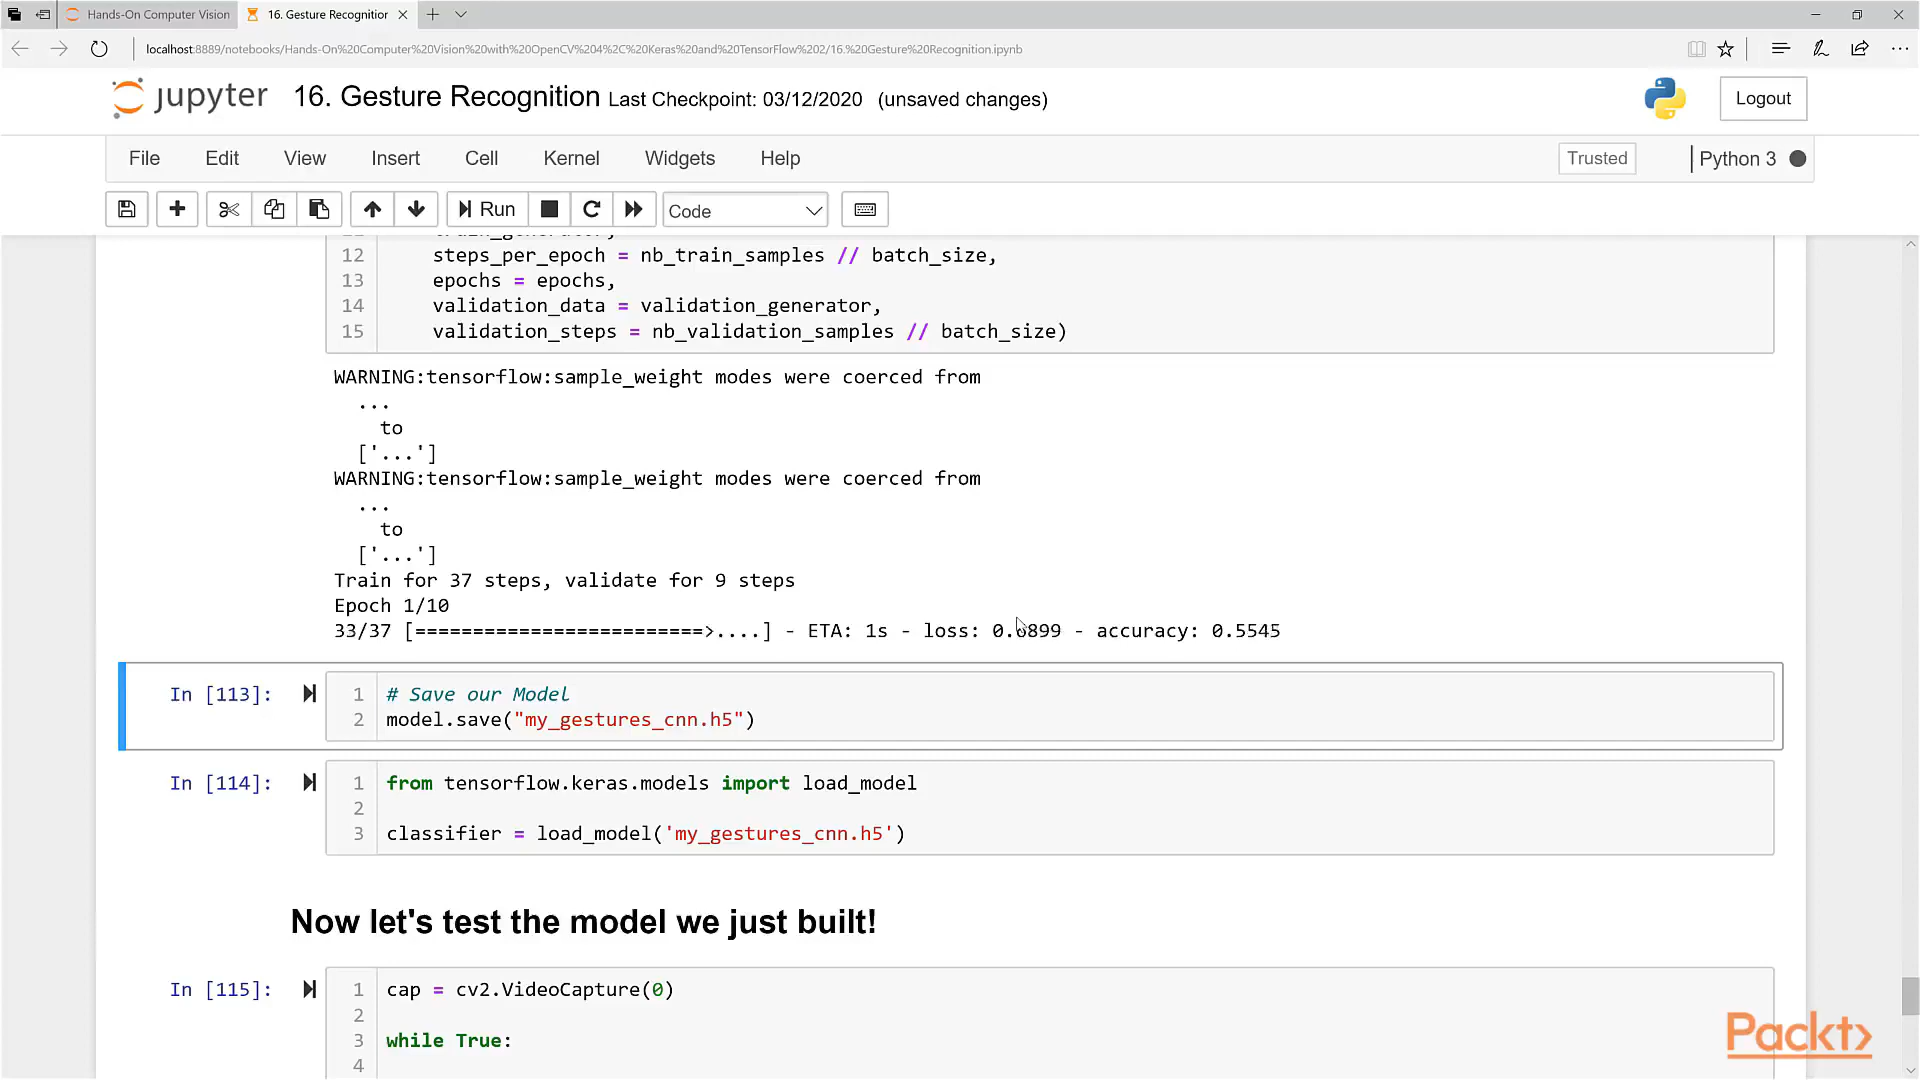 Hands-On Computer Vision
16. Gesture Recognition
localhost:8889/notebooks/Hands-On%20Computer%20Vision%20with%20OpenCV%204%2C%20Keras%20and%20TensorFlow%202/16.%20Gesture%20Recognition.ipynb
jupyter 16. Gesture Recognition Last Checkpoint: 03/12/2020 (unsaved changes)
Logout
File Edit View Insert Cell Kernel Widgets Help
Trusted
Python 3
Run
Code
12 steps_per_epoch = nb_train_samples // batch_size,
13 epochs = epochs,
14 validation_data = validation_generator,
15 validation_steps = nb_validation_samples // batch_size)
WARNING:tensorflow:sample_weight modes were coerced from
...
to
['...']
WARNING:tensorflow:sample_weight modes were coerced from
...
to
['...']
Train for 37 steps, validate for 9 steps
Epoch 1/10
33/37 [=========================>....] - ETA: 1s - loss: 0.6899 - accuracy: 0.5545
In [113]:
1 # Save our Model
2 model.save("my_gestures_cnn.h5")
In [114]:
1 from tensorflow.keras.models import load_model
2
3 classifier = load_model('my_gestures_cnn.h5')
Now let's test the model we just built!
In [115]:
1 cap = cv2.VideoCapture(0)
2
3 while True:
4
Packt>